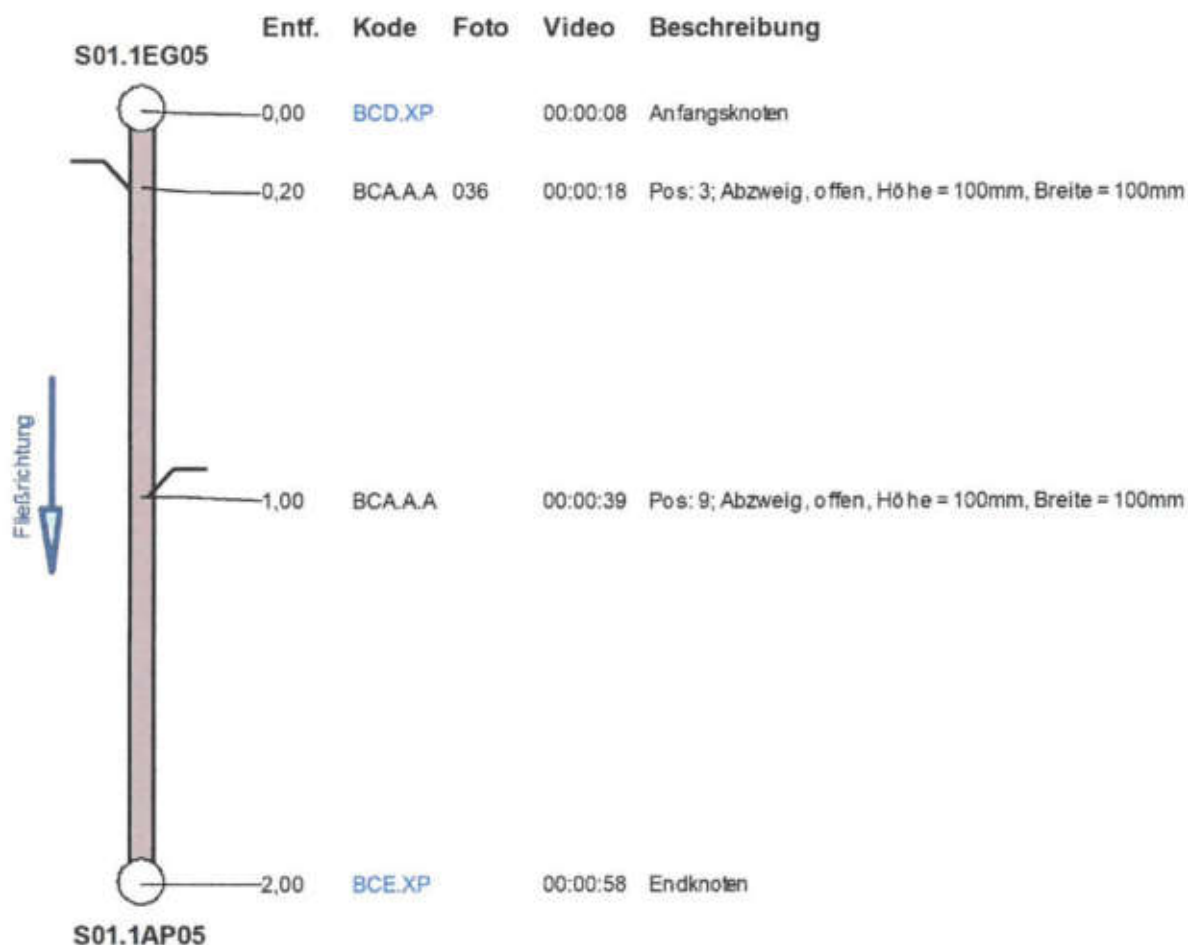 Entf. Kode Foto Video Beschreibung
S01.1EG05
0,00 BCD.XP 00:00:08 Anfangsknoten
0,20 BCA.A.A 036 00:00:18 Pos: 3; Abzweig, offen, Höhe = 100mm, Breite = 100mm
Fließrichtung
1,00 BCA.A.A 00:00:39 Pos: 9; Abzweig, offen, Höhe = 100mm, Breite = 100mm
2,00 BCE.XP 00:00:58 Endknoten
S01.1AP05